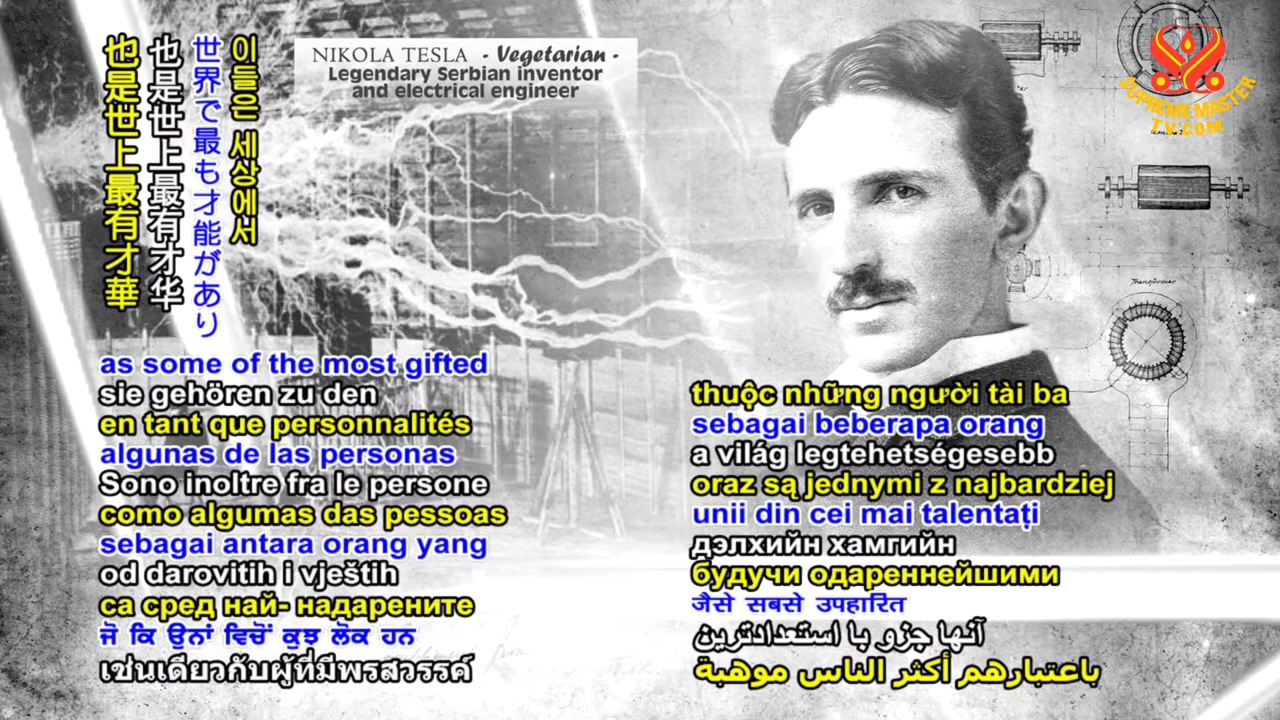 NIKOLA TESLA - Vegetarian -
Legendary Serbian inventor
and electrical engineer
SUPREME MASTER
TV.COM
이들은 세상에서
世界で最も才能があり
也是世上最有才华
也是世上最有才華
as some of the most gifted
sie gehören zu den
en tant que personnalités
algunas de las personas
Sono inoltre fra le persone
como algumas das pessoas
sebagai antara orang yang
od darovitih i vještih
са сред най- надарените
ਜੋ ਕਿ ਉਨਾਂ ਵਿਚੋਂ ਕੁਝ ਲੋਕ ਹਨ
เช่นเดียวกับผู้ที่มีพรสวรรค์
thuộc những người tài ba
sebagai beberapa orang
a világ legtehetségesebb
oraz są jednymi z najbardziej
unii din cei mai talentați
дэлхийн хамгийн
будучи одареннейшими
जैसे सबसे उपहारित
آنها جزو با استعدادترین
باعتبارهم أكثر الناس موهبة
Transformer